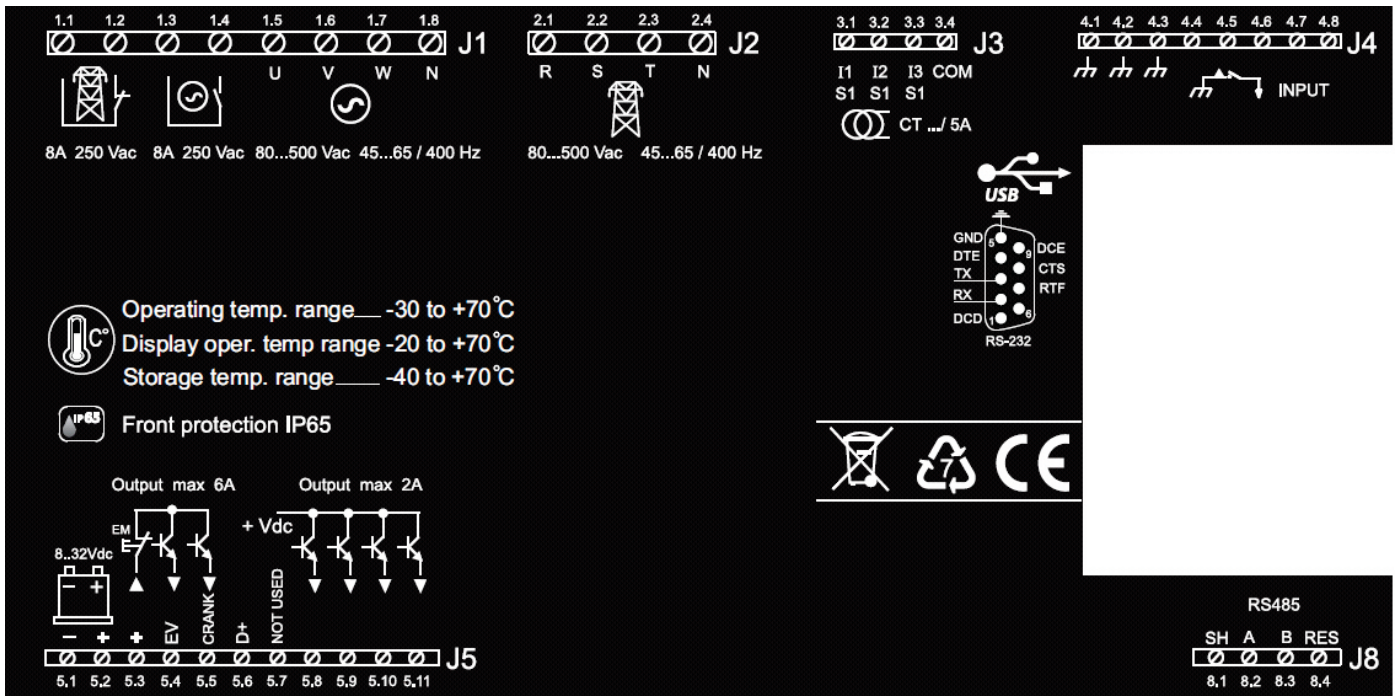 1.1 1.2 1.3 1.4 1.5 1.6 1.7 1.8
J1
U V W N
8A 250 Vac 8A 250 Vac 80...500 Vac 45...65 / 400 Hz
2.1 2.2 2.3 2.4
J2
R S T N
80...500 Vac 45...65 / 400 Hz
3.1 3.2 3.3 3.4
J3
I1 I2 I3 COM
S1 S1 S1
CT .../ 5A
4.1 4.2 4.3 4.4 4.5 4.6 4.7 4.8
J4
INPUT
USB
GND 5 9 DCE
DTE CTS
TX RTF
RX
DCD 1 6
RS-232
C°
Operating temp. range -30 to +70°C
Display oper. temp range -20 to +70°C
Storage temp. range -40 to +70°C
IP65
Front protection IP65
7 CE
Output max 6A
Output max 2A
EM
+ Vdc
8..32Vdc
- +
- + + EV CRANK D+ NOT USED
J5
5.1 5.2 5.3 5.4 5.5 5.6 5.7 5.8 5.9 5.10 5.11
RS485
SH A B RES
J8
8.1 8.2 8.3 8.4